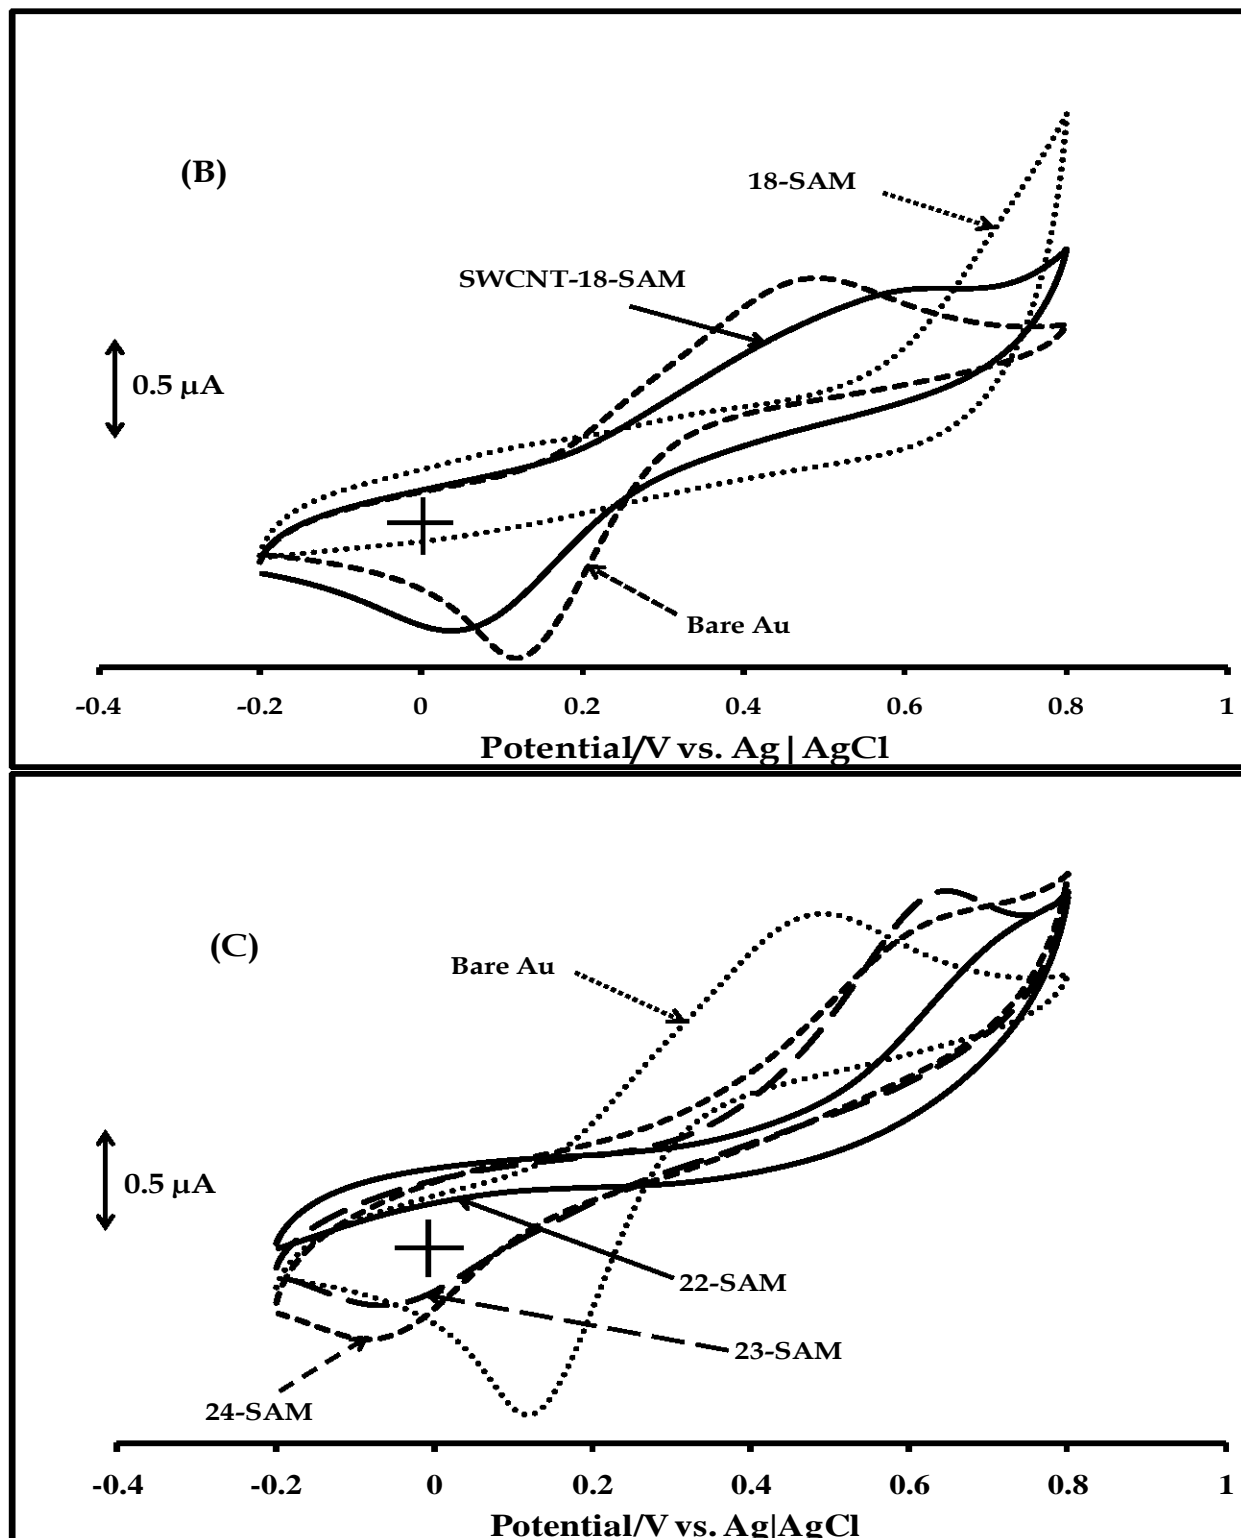 (B)
18-SAM
SWCNT-18-SAM
0.5 µA
Bare Au
-0.4 -0.2 0 0.2 0.4 0.6 0.8 1
Potential/V vs. Ag|AgCl
(C)
Bare Au
0.5 µA
22-SAM
23-SAM
24-SAM
-0.4 -0.2 0 0.2 0.4 0.6 0.8 1
Potential/V vs. Ag|AgCl